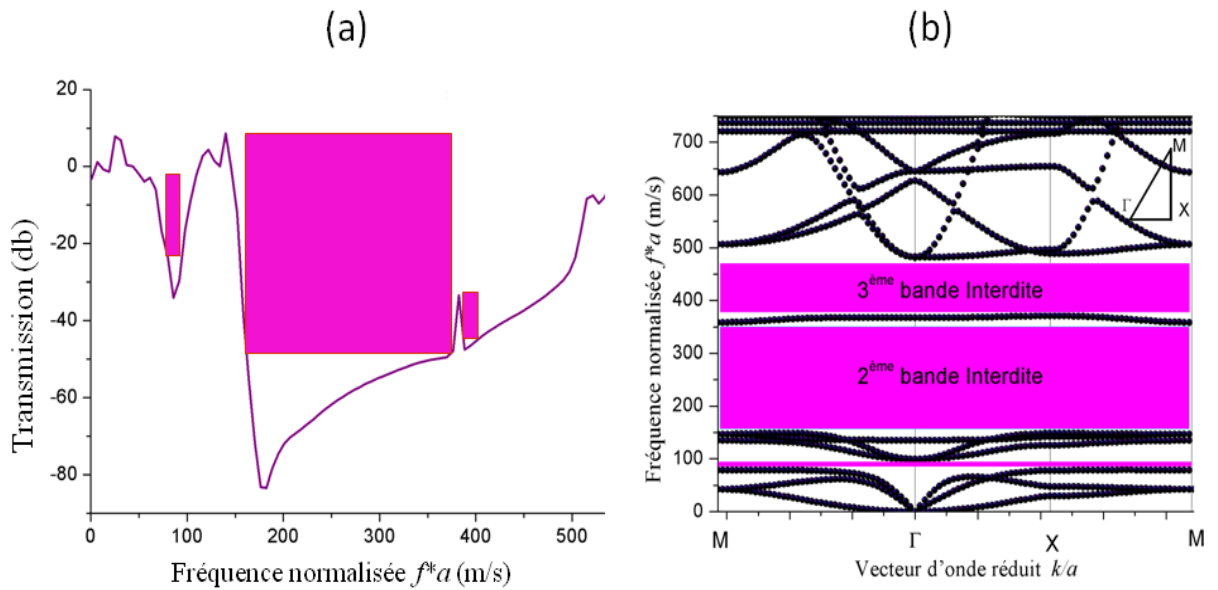 (a)
(b)
20
0
-20
-40
-60
-80
Transmission (db)
0
100
200
300
400
500
Fréquence normalisée f*a (m/s)
700
600
500
400
300
200
150
100
0
Fréquence normalisée f*a (m/s)
M
Γ
X
3ème bande Interdite
2ème bande Interdite
M
Γ
X
M
Vecteur d'onde réduit k/a